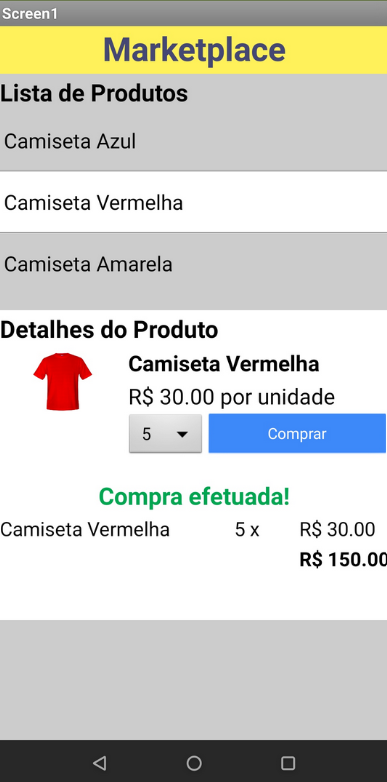 Screen1
Marketplace
Lista de Produtos
Camiseta Azul
Camiseta Vermelha
Camiseta Amarela
Detalhes do Produto
Camiseta Vermelha
R$ 30.00 por unidade
5 Comprar
Compra efetuada!
Camiseta Vermelha 5 x R$ 30.00
R$ 150.00